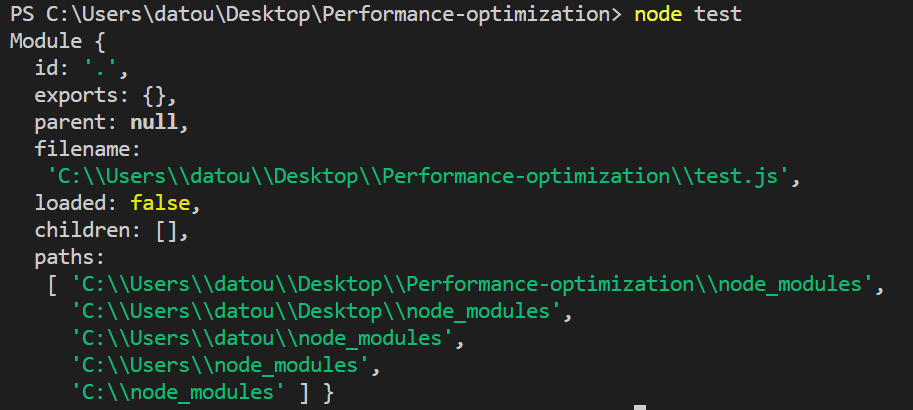 PS C:\Users\datou\Desktop\Performance-optimization> node test
Module {
  id: '.',
  exports: {},
  parent: null,
  filename:
   'C:\\Users\\datou\\Desktop\\Performance-optimization\\test.js',
  loaded: false,
  children: [],
  paths:
   [ 'C:\\Users\\datou\\Desktop\\Performance-optimization\\node_modules',
     'C:\\Users\\datou\\Desktop\\node_modules',
     'C:\\Users\\datou\\node_modules',
     'C:\\Users\\node_modules',
     'C:\\node_modules' ] }